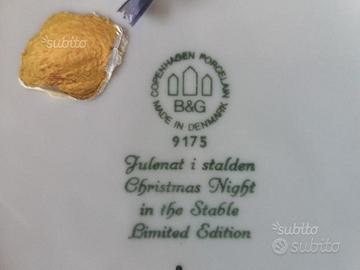 subito
COPENHAGEN PORCELAIN
B&G
MADE IN DENMARK
9175
Julenat i stalden
Christmas Night
in the Stable
Limited Edition
subito
subito